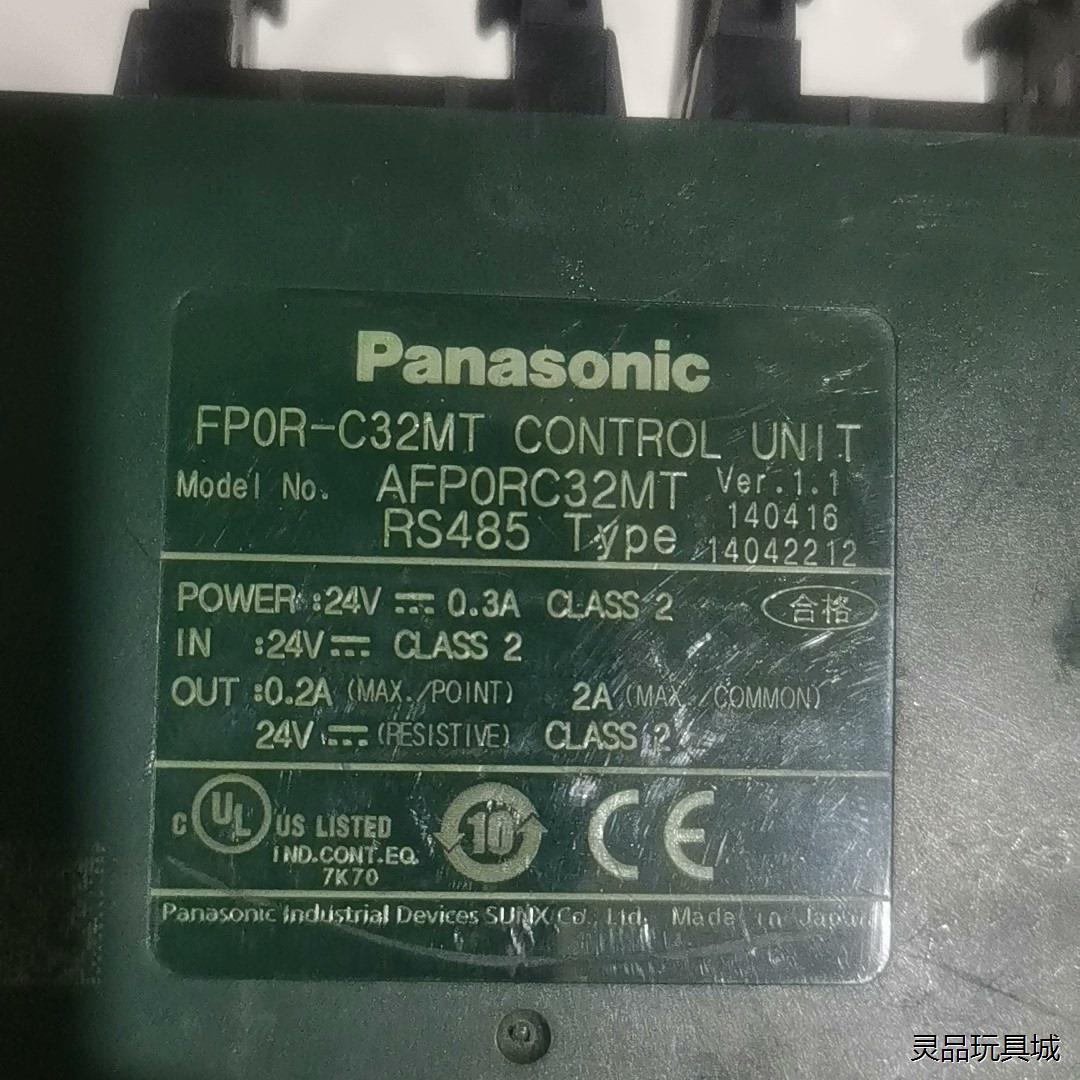 Panasonic
FP0R-C32MT CONTROL UNIT
Model No. AFP0RC32MT Ver.1.1
RS485 Type 140416
14042212
POWER :24V ⎓ 0.3A CLASS 2 合格
IN :24V ⎓ CLASS 2
OUT :0.2A (MAX./POINT) 2A (MAX./COMMON)
24V ⎓ (RESISTIVE) CLASS 2
C UL US LISTED 10 CE
IND.CONT.EQ.
7K70
Panasonic Industrial Devices SUNX Co., Ltd. Made in Japan
灵品玩具城